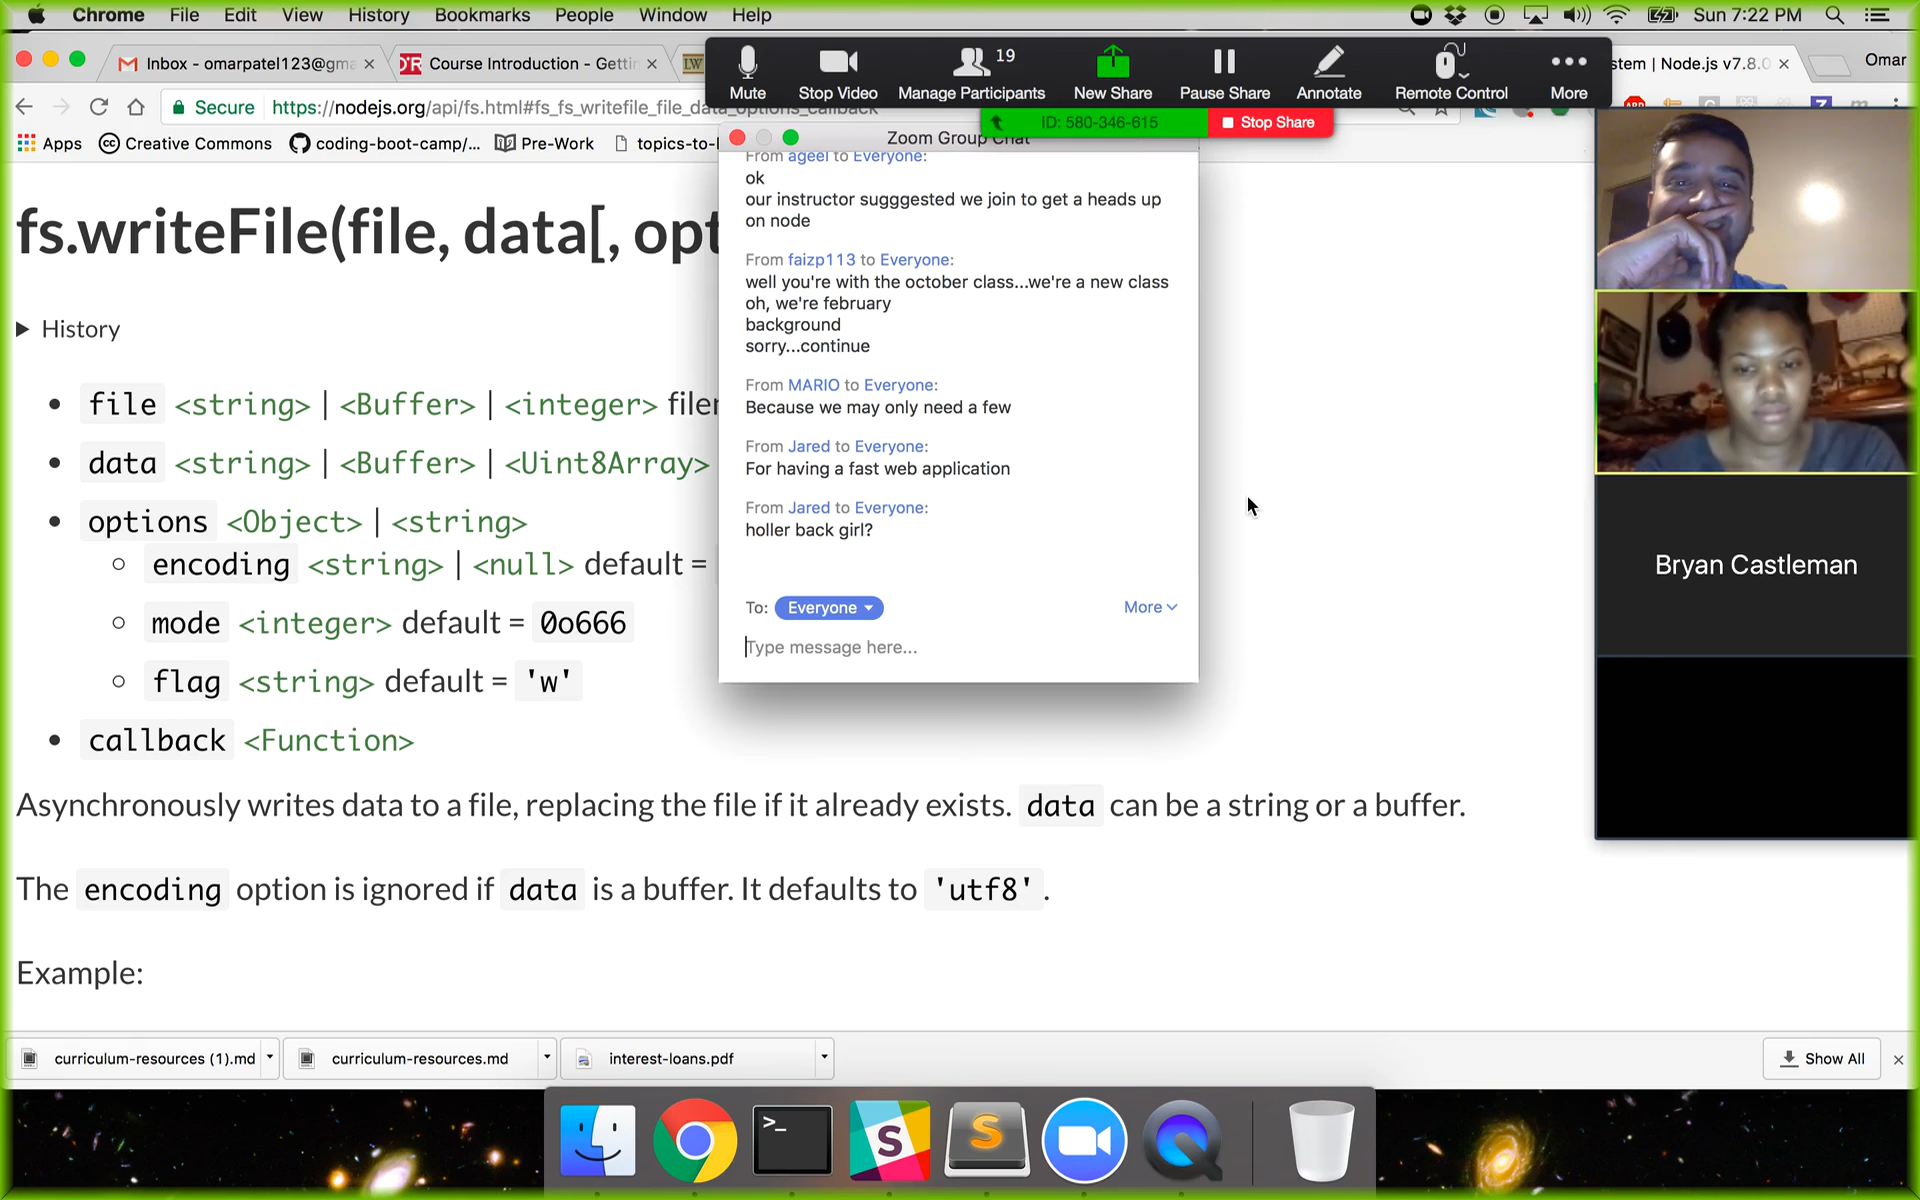 Chrome File Edit View History Bookmarks People Window Help
Sun 7:22 PM
Inbox - omarpatel123@gma
Course Introduction - Gettin
LW
stem | Node.js v7.8.0
Omar
Mute
Stop Video
19
Manage Participants
New Share
Pause Share
Annotate
Remote Control
More
Secure
https://nodejs.org/api/fs.html#fs_fs_writefile_file_data_options_callback
ID: 580-346-615
Stop Share
Apps
Creative Commons
coding-boot-camp/...
Pre-Work
topics-to-l
Zoom Group Chat
From ageel to Everyone:
ok
our instructor sugggested we join to get a heads up
on node
From faizp113 to Everyone:
well you're with the october class...we're a new class
oh, we're february
background
sorry...continue
From MARIO to Everyone:
Because we may only need a few
From Jared to Everyone:
For having a fast web application
From Jared to Everyone:
holler back girl?
To: Everyone
More
Type message here...
fs.writeFile(file, data[, opt
History
file <string> | <Buffer> | <integer> filer
data <string> | <Buffer> | <Uint8Array>
options <Object> | <string>
encoding <string> | <null> default =
mode <integer> default = 0o666
flag <string> default = 'w'
callback <Function>
Asynchronously writes data to a file, replacing the file if it already exists. data can be a string or a buffer.
The encoding option is ignored if data is a buffer. It defaults to 'utf8'.
Example:
Bryan Castleman
curriculum-resources (1).md
curriculum-resources.md
interest-loans.pdf
Show All